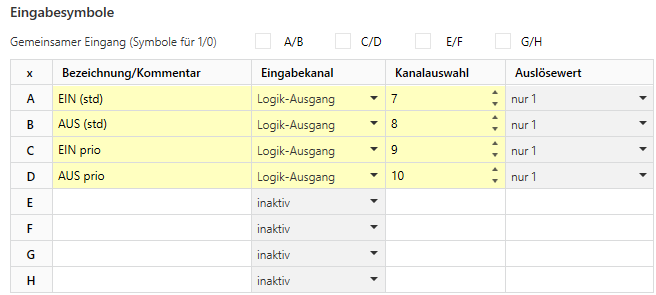 Eingabesymbole
Gemeinsamer Eingang (Symbole für 1/0) A/B C/D E/F G/H
x Bezeichnung/Kommentar Eingabekanal Kanalauswahl Auslösewert
A EIN (std) Logik-Ausgang 7 nur 1
B AUS (std) Logik-Ausgang 8 nur 1
C EIN prio Logik-Ausgang 9 nur 1
D AUS prio Logik-Ausgang 10 nur 1
E inaktiv
F inaktiv
G inaktiv
H inaktiv